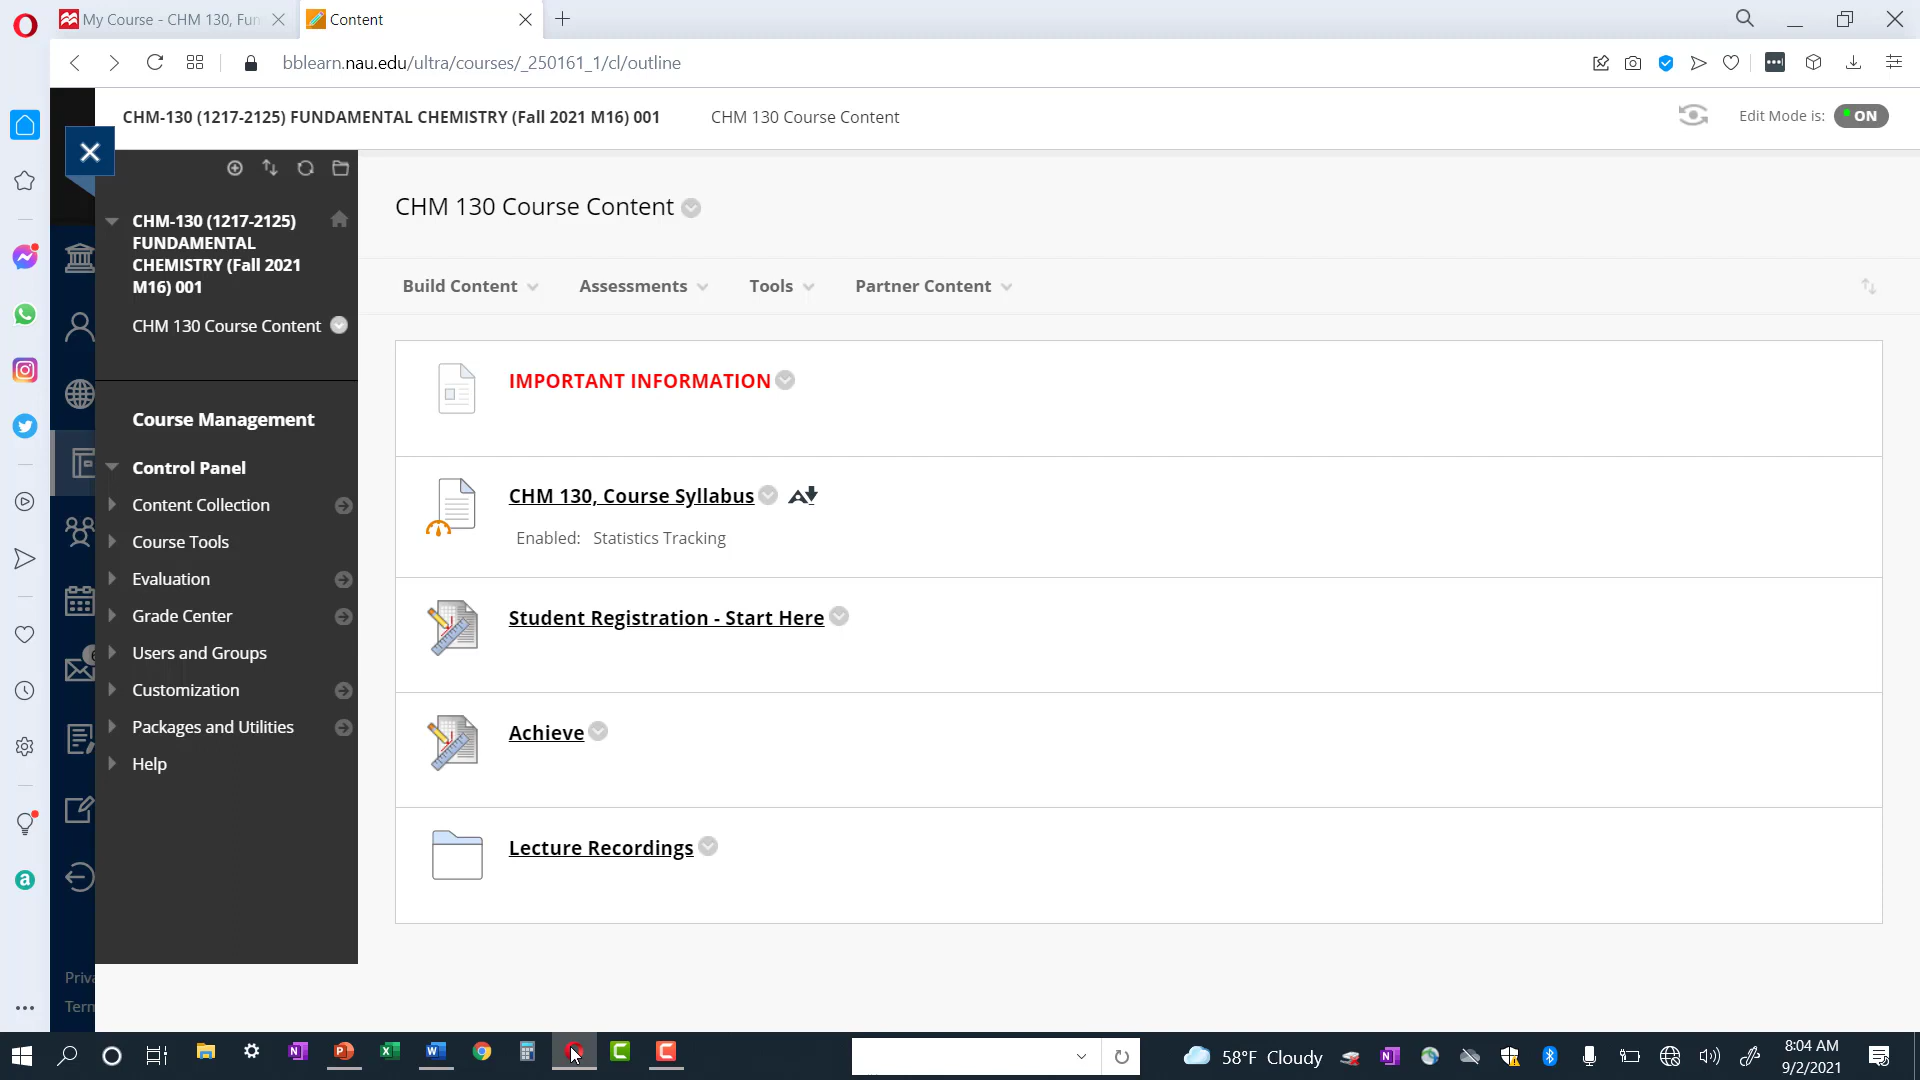 My Course - CHM 130, Fun
Content
bblearn.nau.edu/ultra/courses/_250161_1/cl/outline
CHM-130 (1217-2125) FUNDAMENTAL CHEMISTRY (Fall 2021 M16) 001
CHM 130 Course Content
Edit Mode is:
ON
CHM-130 (1217-2125)
FUNDAMENTAL
CHEMISTRY (Fall 2021
M16) 001
CHM 130 Course Content
Course Management
Control Panel
Content Collection
Course Tools
Evaluation
Grade Center
Users and Groups
Customization
Packages and Utilities
Help
Priva
Term
CHM 130 Course Content
Build Content
Assessments
Tools
Partner Content
IMPORTANT INFORMATION
CHM 130, Course Syllabus
Enabled: Statistics Tracking
Student Registration - Start Here
Achieve
Lecture Recordings
58°F Cloudy
8:04 AM
9/2/2021